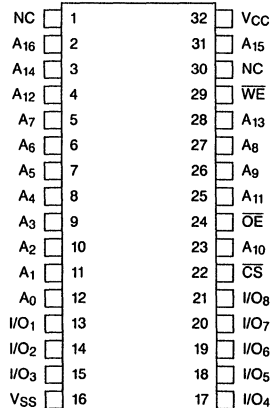 NC 1 32 VCC
A16 2 31 A15
A14 3 30 NC
A12 4 29 W̅E̅
A7 5 28 A13
A6 6 27 A8
A5 7 26 A9
A4 8 25 A11
A3 9 24 O̅E̅
A2 10 23 A10
A1 11 22 C̅S̅
A0 12 21 I/O8
I/O1 13 20 I/O7
I/O2 14 19 I/O6
I/O3 15 18 I/O5
VSS 16 17 I/O4